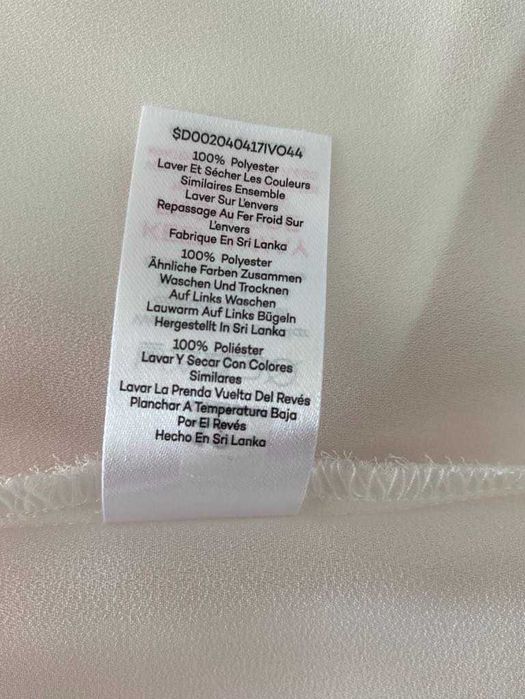 $D002040417IVO44
100% Polyester
Laver Et Sécher Les Couleurs
Similaires Ensemble
Laver Sur L'envers
Repassage Au Fer Froid Sur
L'envers
Fabrique En Sri Lanka
100% Polyester
Ähnliche Farben Zusammen
Waschen Und Trocknen
Auf Links Waschen
Lauwarm Auf Links Bügeln
Hergestellt In Sri Lanka
100% Poliéster
Lavar Y Secar Con Colores
Similares
Lavar La Prenda Vuelta Del Revés
Planchar A Temperatura Baja
Por El Revés
Hecho En Sri Lanka